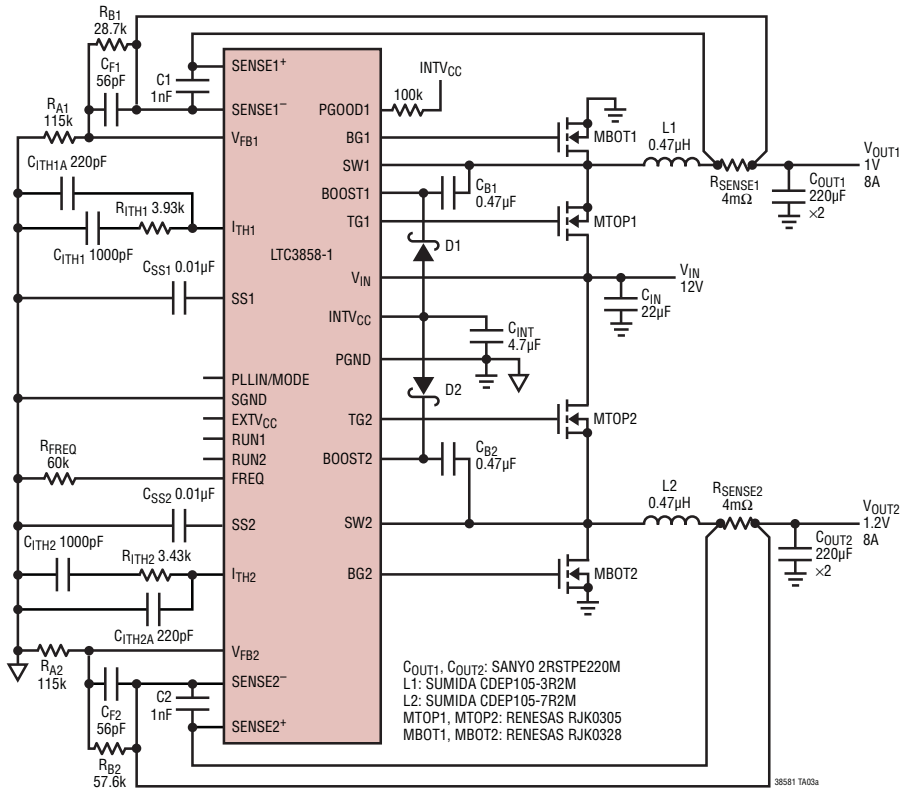 RB1
28.7k
CF1
56pF
C1
1nF
RA1
115k
CITH1A 220pF
RITH1 3.93k
CITH1 1000pF
CSS1 0.01µF
RFREQ
60k
CSS2 0.01µF
CITH2 1000pF
RITH2 3.43k
CITH2A 220pF
RA2
115k
CF2
56pF
C2
1nF
RB2
57.6k
SENSE1+
SENSE1–
VFB1
ITH1
LTC3858-1
SS1
PLLIN/MODE
SGND
EXTVCC
RUN1
RUN2
FREQ
SS2
ITH2
VFB2
SENSE2–
SENSE2+
PGOOD1
BG1
SW1
BOOST1
TG1
VIN
INTVCC
PGND
TG2
BOOST2
SW2
BG2
INTVCC
100k
MBOT1
CB1
0.47µF
MTOP1
D1
L1
0.47µH
RSENSE1
4mΩ
VOUT1
1V
8A
COUT1
220µF
×2
VIN
12V
CIN
22µF
CINT
4.7µF
D2
MTOP2
CB2
0.47µF
L2
0.47µH
RSENSE2
4mΩ
VOUT2
1.2V
8A
COUT2
220µF
×2
MBOT2
COUT1, COUT2: SANYO 2RSTPE220M
L1: SUMIDA CDEP105-3R2M
L2: SUMIDA CDEP105-7R2M
MTOP1, MTOP2: RENESAS RJK0305
MBOT1, MBOT2: RENESAS RJK0328
38581 TA03a